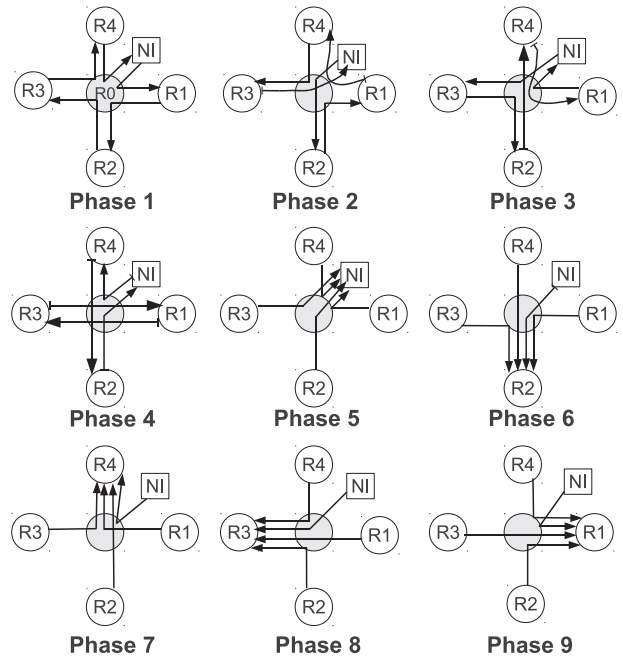 R4 NI
R3 R0 R1
R2
Phase 1
R4 NI
R3 R1
R2
Phase 2
R4 NI
R3 R1
R2
Phase 3
R4 NI
R3 R1
R2
Phase 4
R4 NI
R3 R1
R2
Phase 5
R4 NI
R3 R1
R2
Phase 6
R4 NI
R3 R1
R2
Phase 7
R4 NI
R3 R1
R2
Phase 8
R4 NI
R3 R1
R2
Phase 9